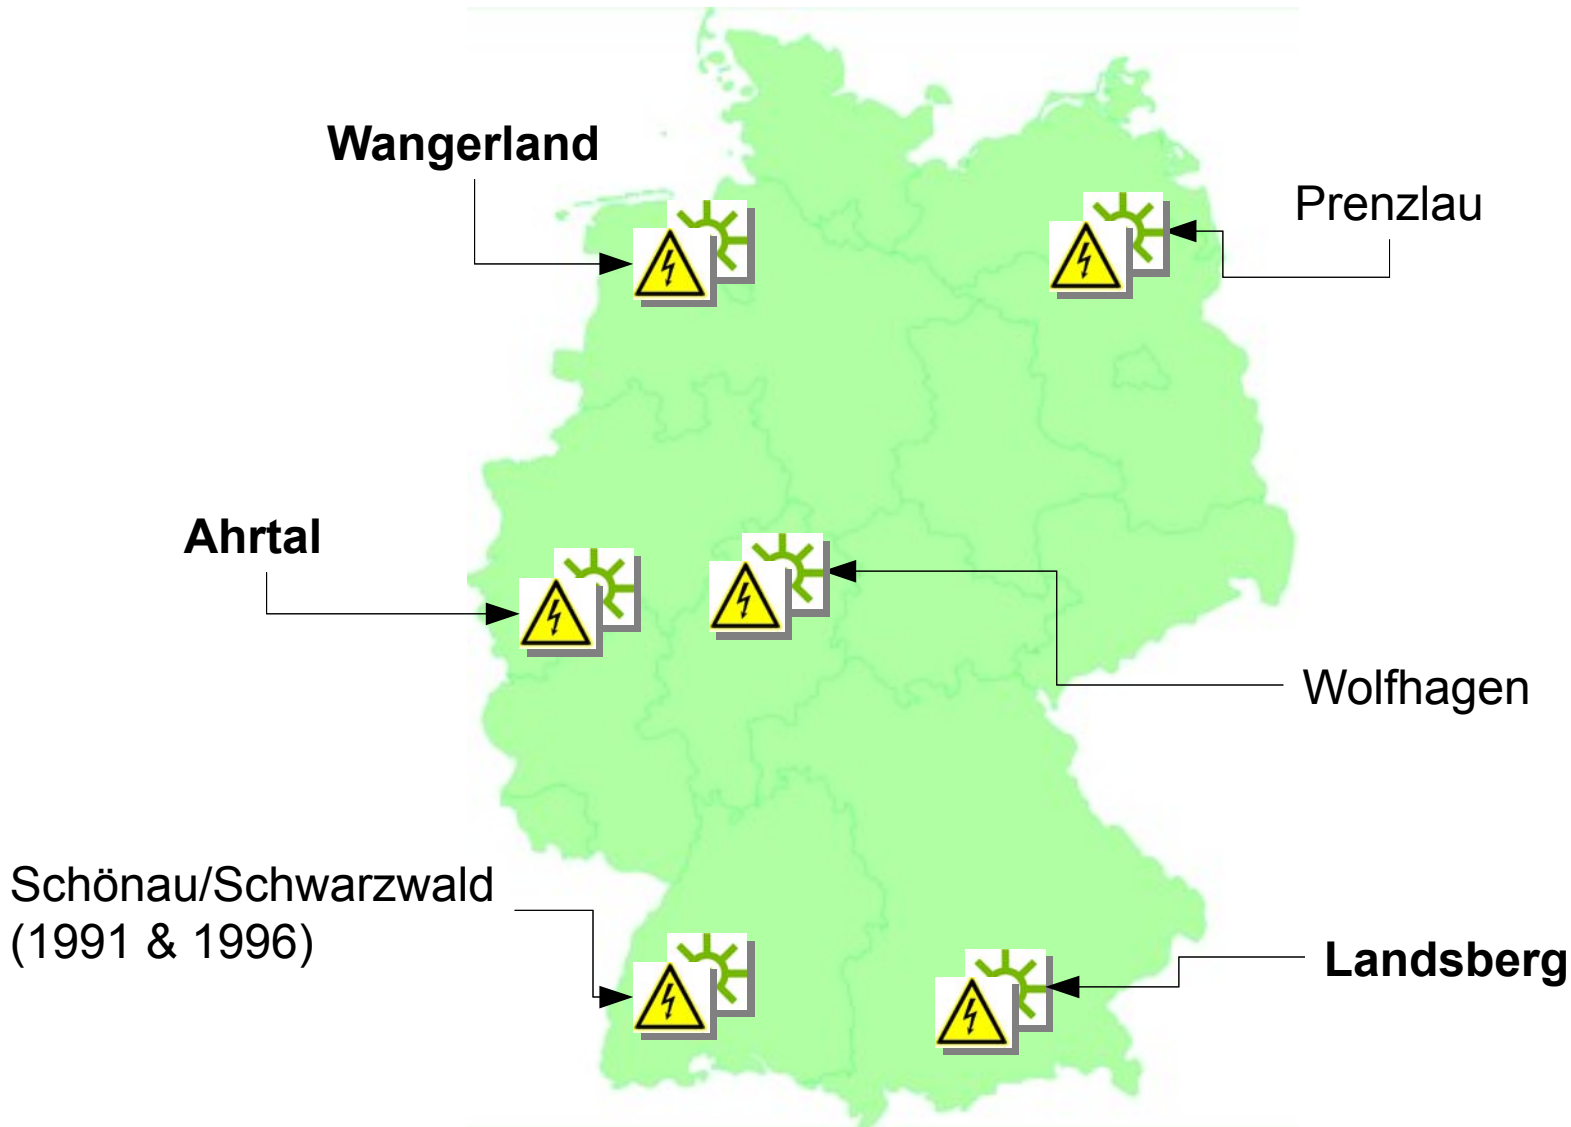 Wangerland
Prenzlau
Ahrtal
Wolfhagen
Schönau/Schwarzwald
(1991 & 1996)
Landsberg